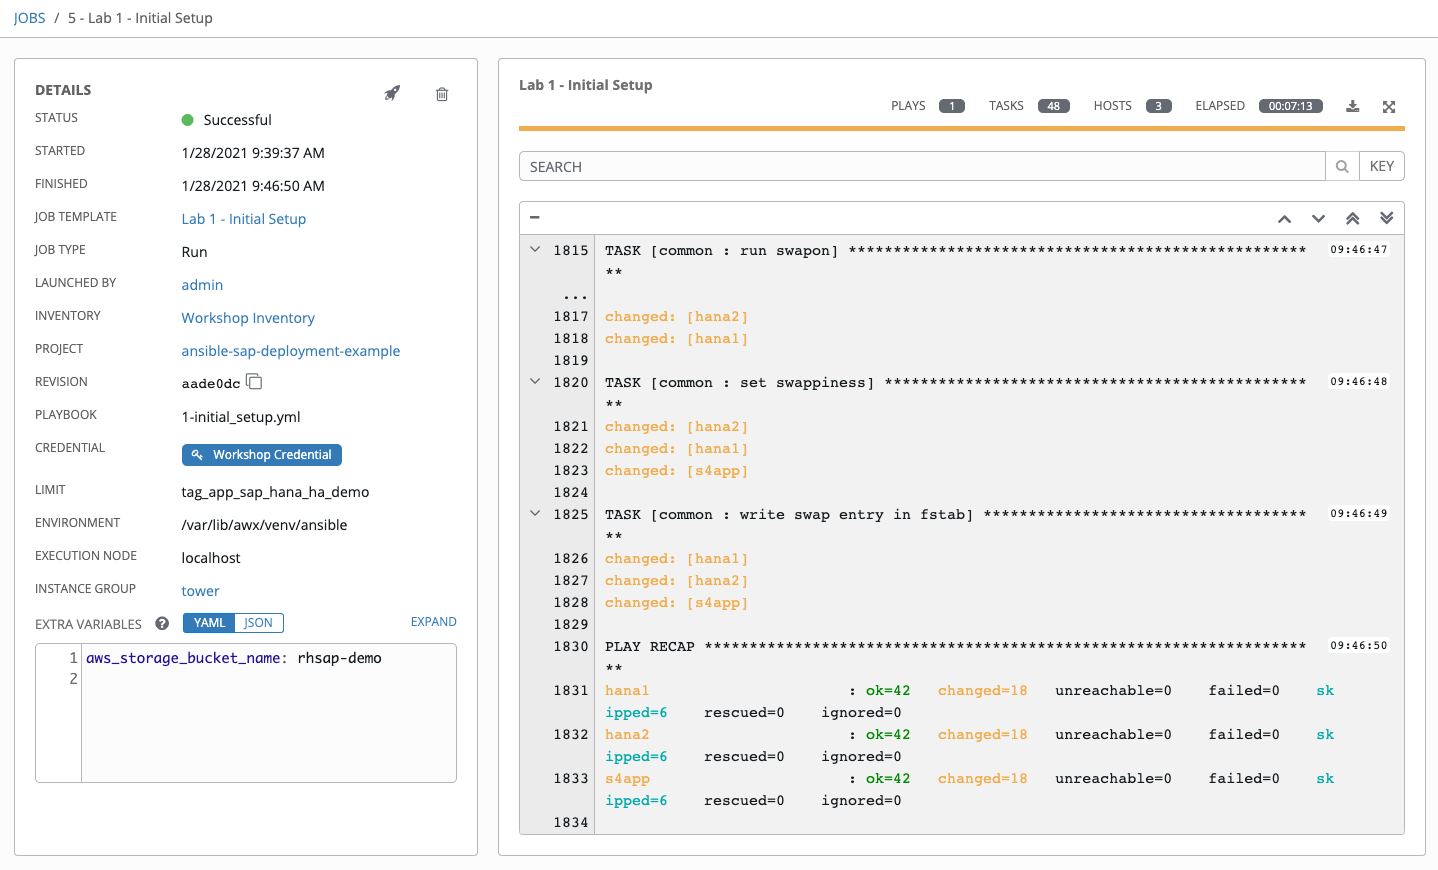 JOBS / 5 - Lab 1 - Initial Setup
DETAILS
STATUS Successful
STARTED 1/28/2021 9:39:37 AM
FINISHED 1/28/2021 9:46:50 AM
JOB TEMPLATE Lab 1 - Initial Setup
JOB TYPE Run
LAUNCHED BY admin
INVENTORY Workshop Inventory
PROJECT ansible-sap-deployment-example
REVISION aade0dc
PLAYBOOK 1-initial_setup.yml
CREDENTIAL Workshop Credential
LIMIT tag_app_sap_hana_ha_demo
ENVIRONMENT /var/lib/awx/venv/ansible
EXECUTION NODE localhost
INSTANCE GROUP tower
EXTRA VARIABLES ? YAML JSON EXPAND
1 aws_storage_bucket_name: rhsap-demo
2
Lab 1 - Initial Setup
PLAYS 1 TASKS 48 HOSTS 3 ELAPSED 00:07:13
SEARCH KEY
1815 TASK [common : run swapon] *************************************************** 09:46:47
**
...
1817 changed: [hana2]
1818 changed: [hana1]
1819
1820 TASK [common : set swappiness] *********************************************** 09:46:48
**
1821 changed: [hana2]
1822 changed: [hana1]
1823 changed: [s4app]
1824
1825 TASK [common : write swap entry in fstab] ************************************ 09:46:49
**
1826 changed: [hana1]
1827 changed: [hana2]
1828 changed: [s4app]
1829
1830 PLAY RECAP ******************************************************************* 09:46:50
**
1831 hana1 : ok=42 changed=18 unreachable=0 failed=0 sk
ipped=6 rescued=0 ignored=0
1832 hana2 : ok=42 changed=18 unreachable=0 failed=0 sk
ipped=6 rescued=0 ignored=0
1833 s4app : ok=42 changed=18 unreachable=0 failed=0 sk
ipped=6 rescued=0 ignored=0
1834